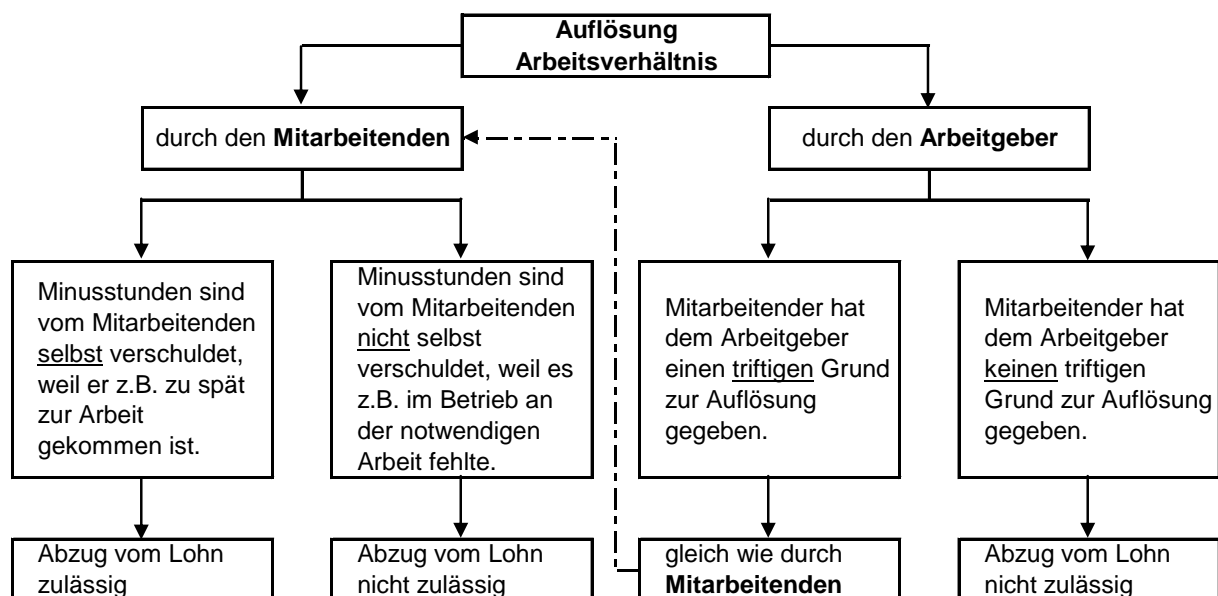 Auflösung
Arbeitsverhältnis
durch den Mitarbeitenden
durch den Arbeitgeber
Minusstunden sind
vom Mitarbeitenden
selbst verschuldet,
weil er z.B. zu spät
zur Arbeit
gekommen ist.
Minusstunden sind
vom Mitarbeitenden
nicht selbst
verschuldet, weil es
z.B. im Betrieb an
der notwendigen
Arbeit fehlte.
Mitarbeitender hat
dem Arbeitgeber
einen triftigen Grund
zur Auflösung
gegeben.
Mitarbeitender hat
dem Arbeitgeber
keinen triftigen
Grund zur Auflösung
gegeben.
Abzug vom Lohn
zulässig
Abzug vom Lohn
nicht zulässig
gleich wie durch
Mitarbeitenden
Abzug vom Lohn
nicht zulässig